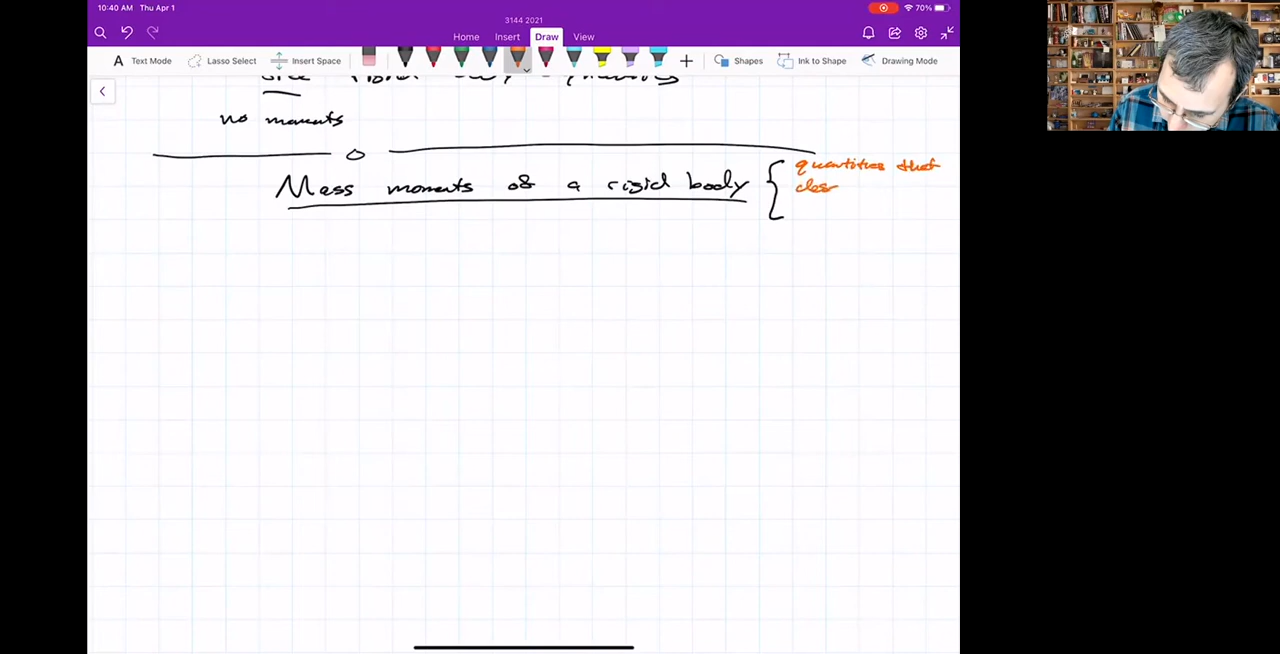 10:40 AM Thu Apr 1
70%
3144 2021
Home Insert Draw View
Text Mode Lasso Select Insert Space Shapes Ink to Shape Drawing Mode
no moments
Mass moments of a rigid body
quantities that
des